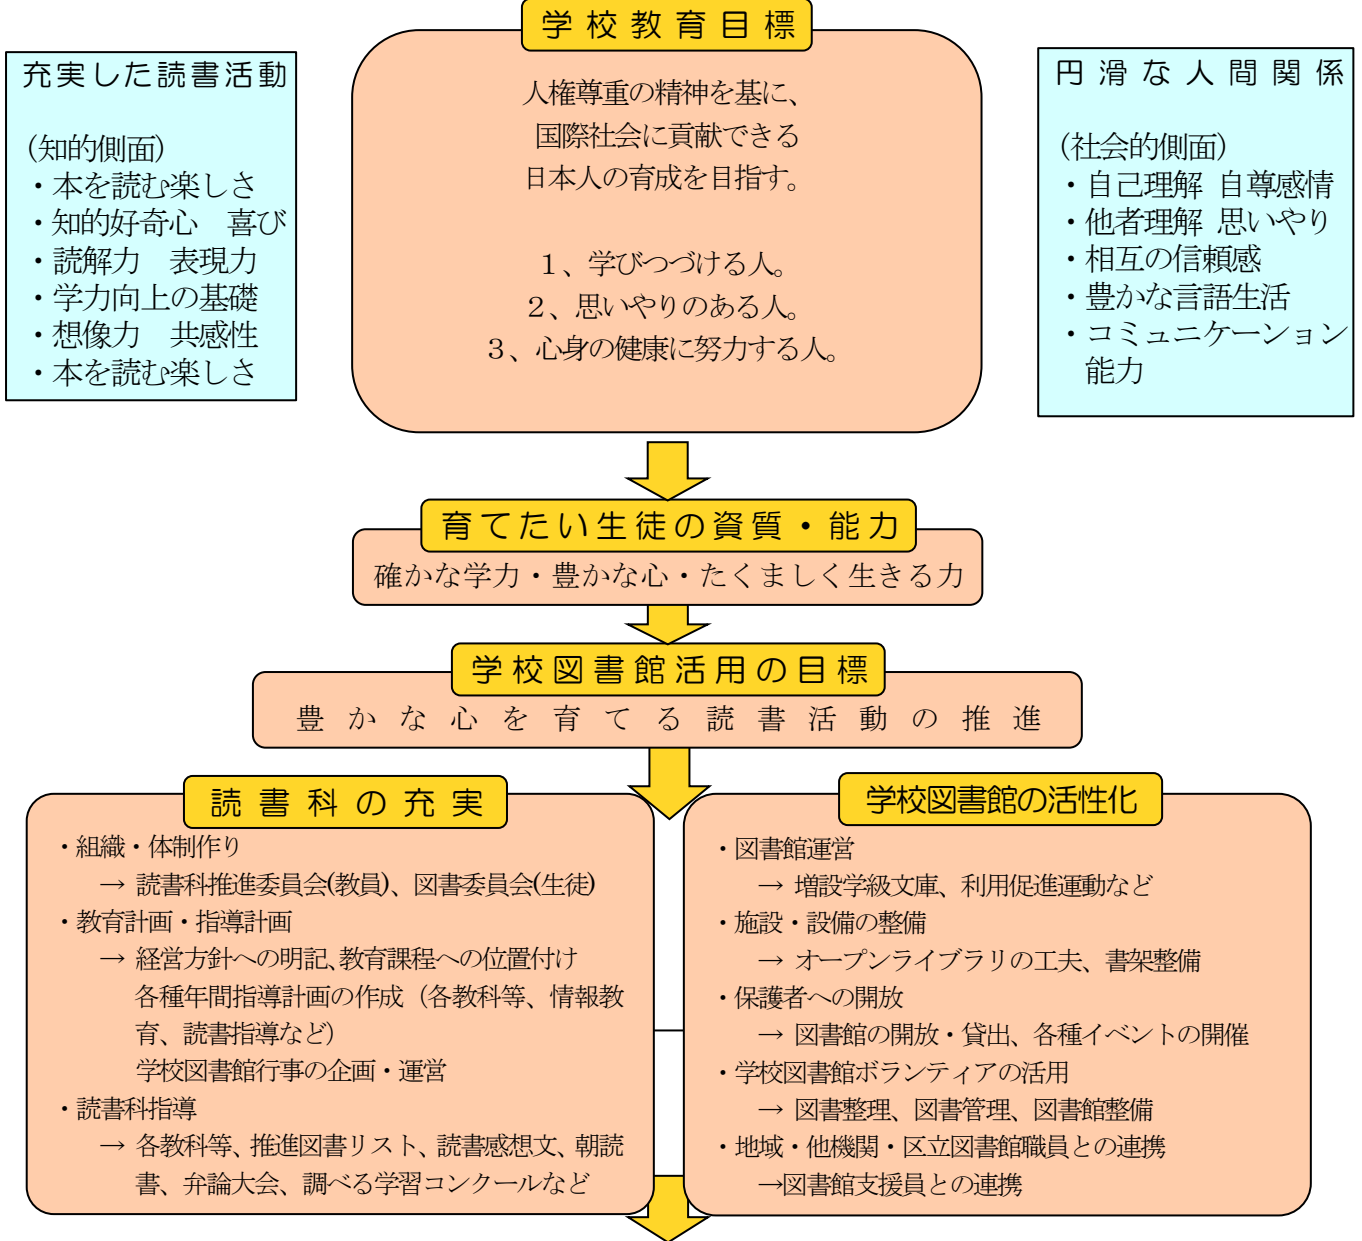 学校教育目標
人権尊重の精神を基に、
国際社会に貢献できる
日本人の育成を目指す。
１、学びつづける人。
２、思いやりのある人。
３、心身の健康に努力する人。
充実した読書活動
(知的側面)
・本を読む楽しさ
・知的好奇心　喜び
・読解力　表現力
・学力向上の基礎
・想像力　共感性
・本を読む楽しさ
円滑な人間関係
(社会的側面)
・自己理解 自尊感情
・他者理解 思いやり
・相互の信頼感
・豊かな言語生活
・コミュニケーション
能力
育てたい生徒の資質・能力
確かな学力・豊かな心・たくましく生きる力
学校図書館活用の目標
豊かな心を育てる読書活動の推進
読書科の充実
・組織・体制作り
→ 読書科推進委員会(教員)、図書委員会(生徒)
・教育計画・指導計画
→ 経営方針への明記、教育課程への位置付け
各種年間指導計画の作成（各教科等、情報教
育、読書指導など）
学校図書館行事の企画・運営
・読書科指導
→ 各教科等、推進図書リスト、読書感想文、朝読
書、弁論大会、調べる学習コンクールなど
学校図書館の活性化
・図書館運営
→ 増設学級文庫、利用促進運動など
・施設・設備の整備
→ オープンライブラリの工夫、書架整備
・保護者への開放
→ 図書館の開放・貸出、各種イベントの開催
・学校図書館ボランティアの活用
→ 図書整理、図書管理、図書館整備
・地域・他機関・区立図書館職員との連携
→図書館支援員との連携